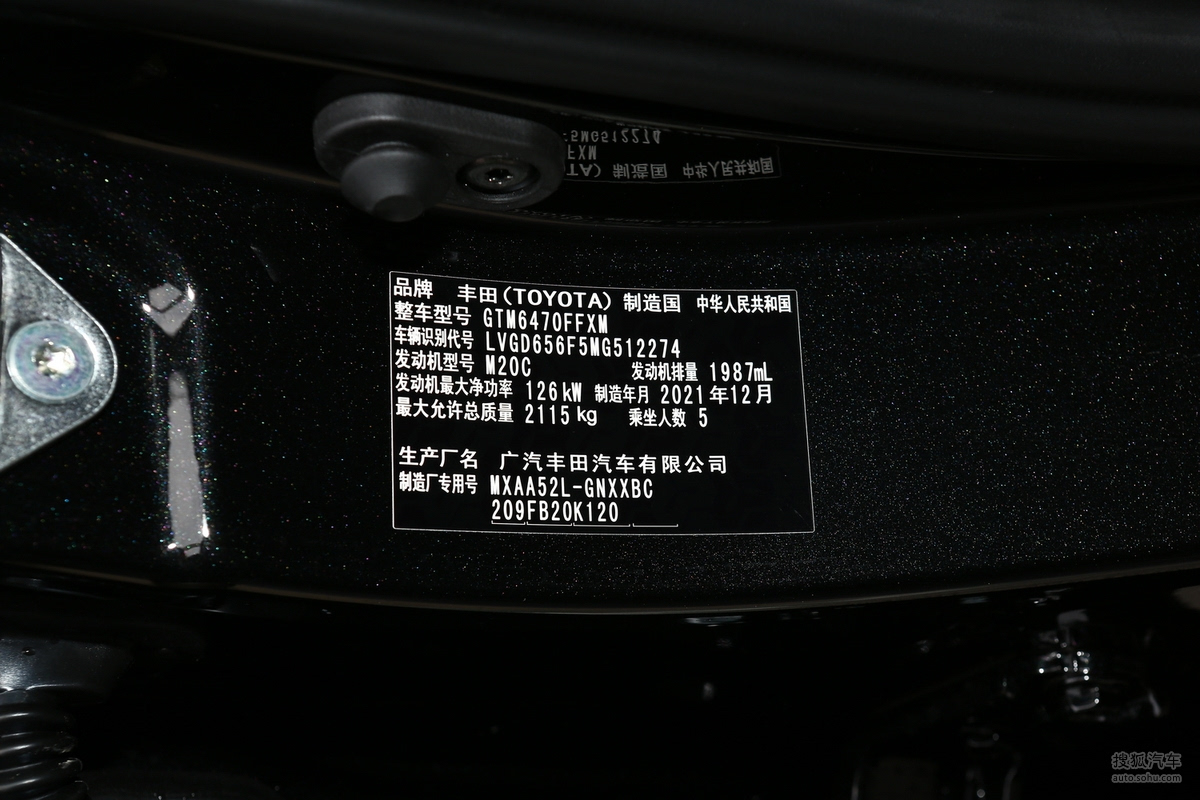 品牌 丰田(TOYOTA) 制造国 中华人民共和国
整车型号 GTM6470FFXM
车辆识别代号 LVGD656F5MG512274
发动机型号 M20C 发动机排量 1987mL
发动机最大净功率 126kW 制造年月 2021年12月
最大允许总质量 2115kg 乘坐人数 5
生产厂名 广汽丰田汽车有限公司
制造厂专用号 MXAA52L-GNXXBC
209FB20K120
搜狐汽车
auto.sohu.com